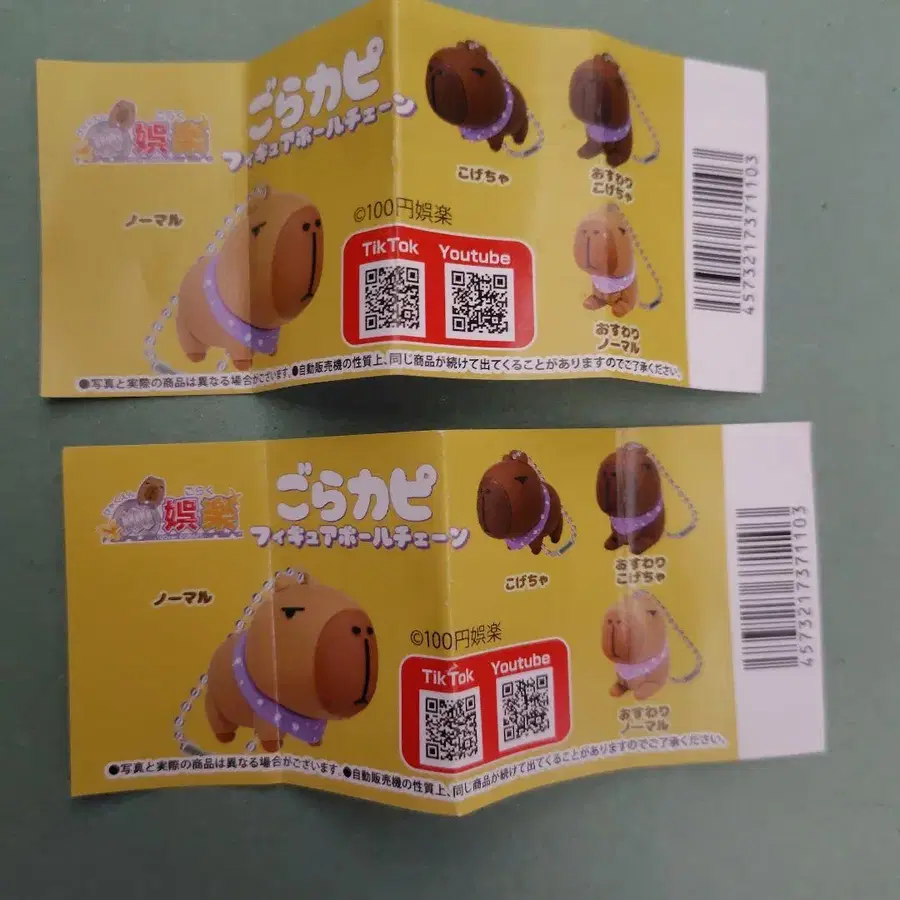 娯楽
ごらカピ
フィギュアボールチェーン
ノーマル
こげちゃ
おすわり
こげちゃ
©100円娯楽
TikTok Youtube
おすわり
ノーマル
●写真と実際の商品は異なる場合がございます。●自動販売機の性質上、同じ商品が続けて出てくることがありますのでご了承ください。
4573217371103
ごらく
娯楽
ごらカピ
フィギュアボールチェーン
ノーマル
こげちゃ
おすわり
こげちゃ
©100円娯楽
TikTok Youtube
おすわり
ノーマル
●写真と実際の商品は異なる場合がございます。●自動販売機の性質上、同じ商品が続けて出てくることがありますのでご了承ください。
4573217371103